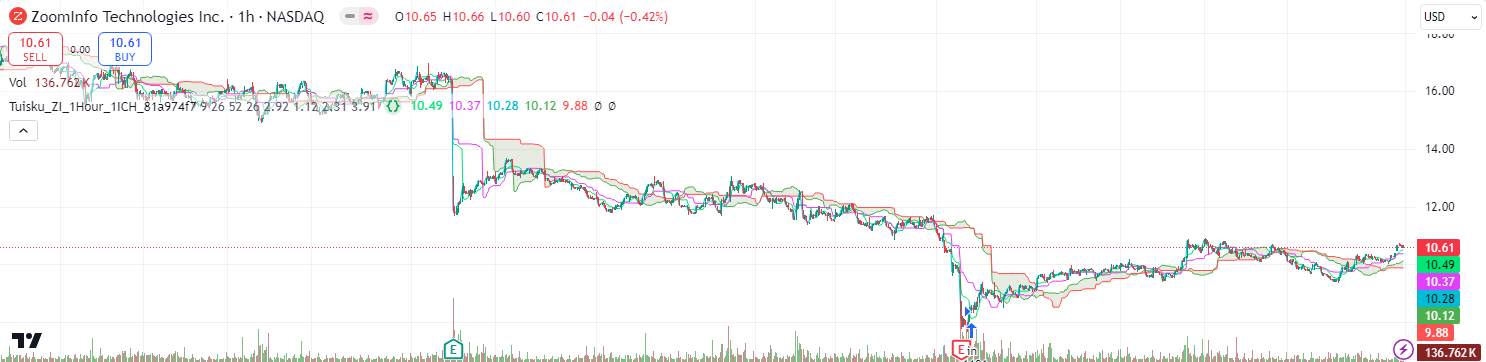 Z ZoomInfo Technologies Inc. · 1h · NASDAQ O10.65 H10.66 L10.60 C10.61 −0.04 (−0.42%)
USD
18.00
10.61 SELL 0.00 10.61 BUY
Vol 136.762 K
16.00
Tuisku_ZI_1Hour_1ICH_81a974f7 9 26 52 26 2.92 1.12 2.31 3.91 {} 10.49 10.37 10.28 10.12 9.88 Ø Ø
14.00
12.00
10.61
10.49
10.37
10.28
10.12
9.88
E
E in
136.762 K